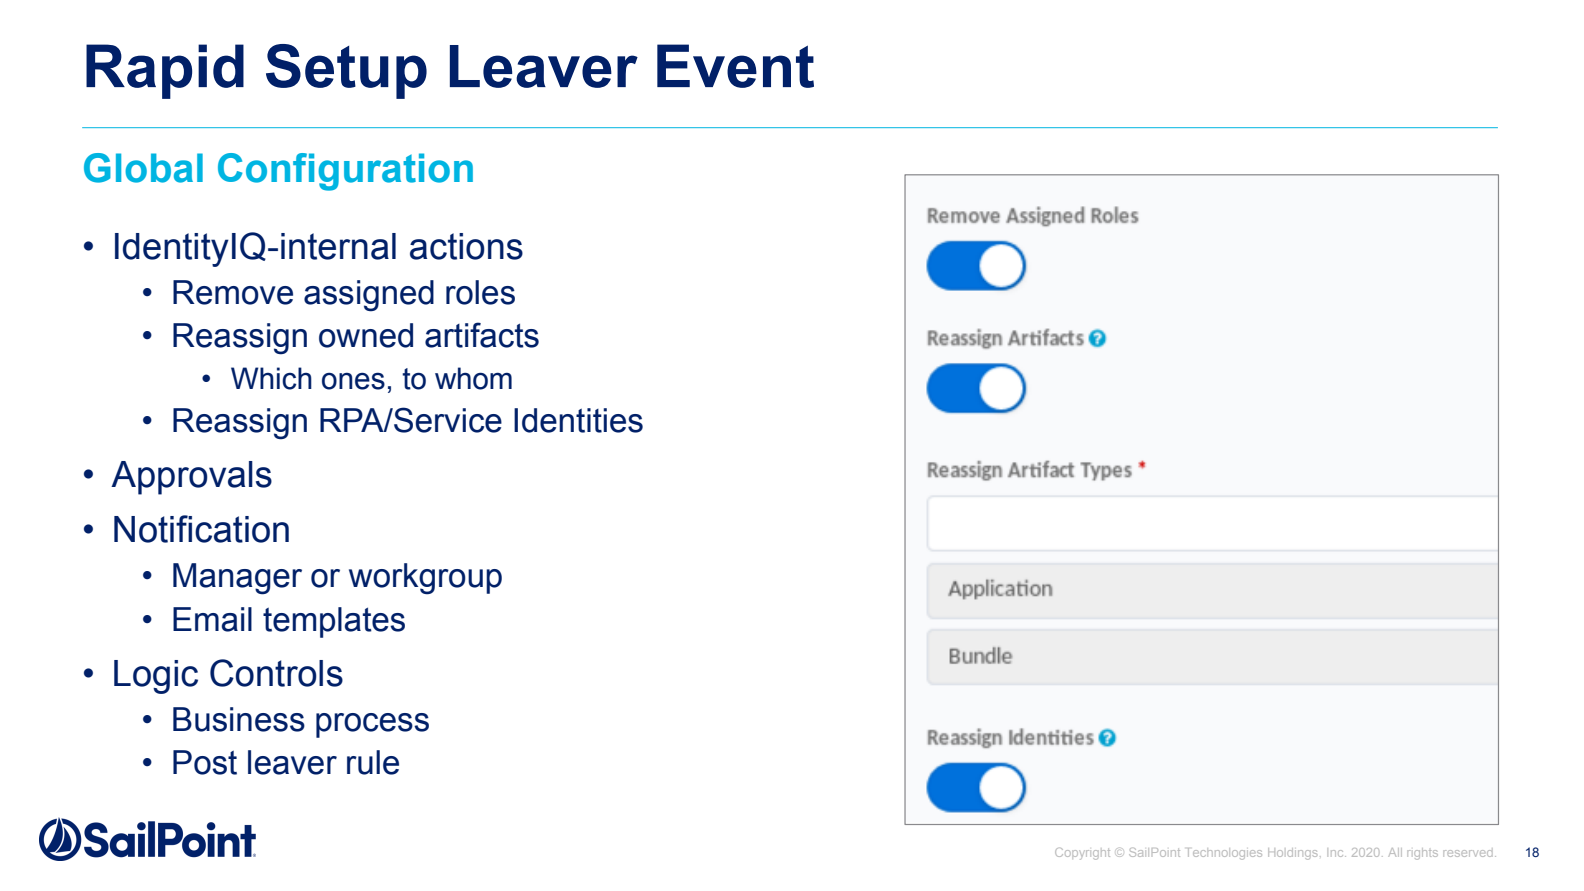 Rapid Setup Leaver Event
Global Configuration
• IdentityIQ-internal actions
• Remove assigned roles
• Reassign owned artifacts
• Which ones, to whom
• Reassign RPA/Service Identities
• Approvals
• Notification
• Manager or workgroup
• Email templates
• Logic Controls
• Business process
• Post leaver rule
Remove Assigned Roles
Reassign Artifacts ?
Reassign Artifact Types *
Application
Bundle
Reassign Identities ?
SailPoint
Copyright © SailPoint Technologies Holdings, Inc. 2020. All rights reserved. 18